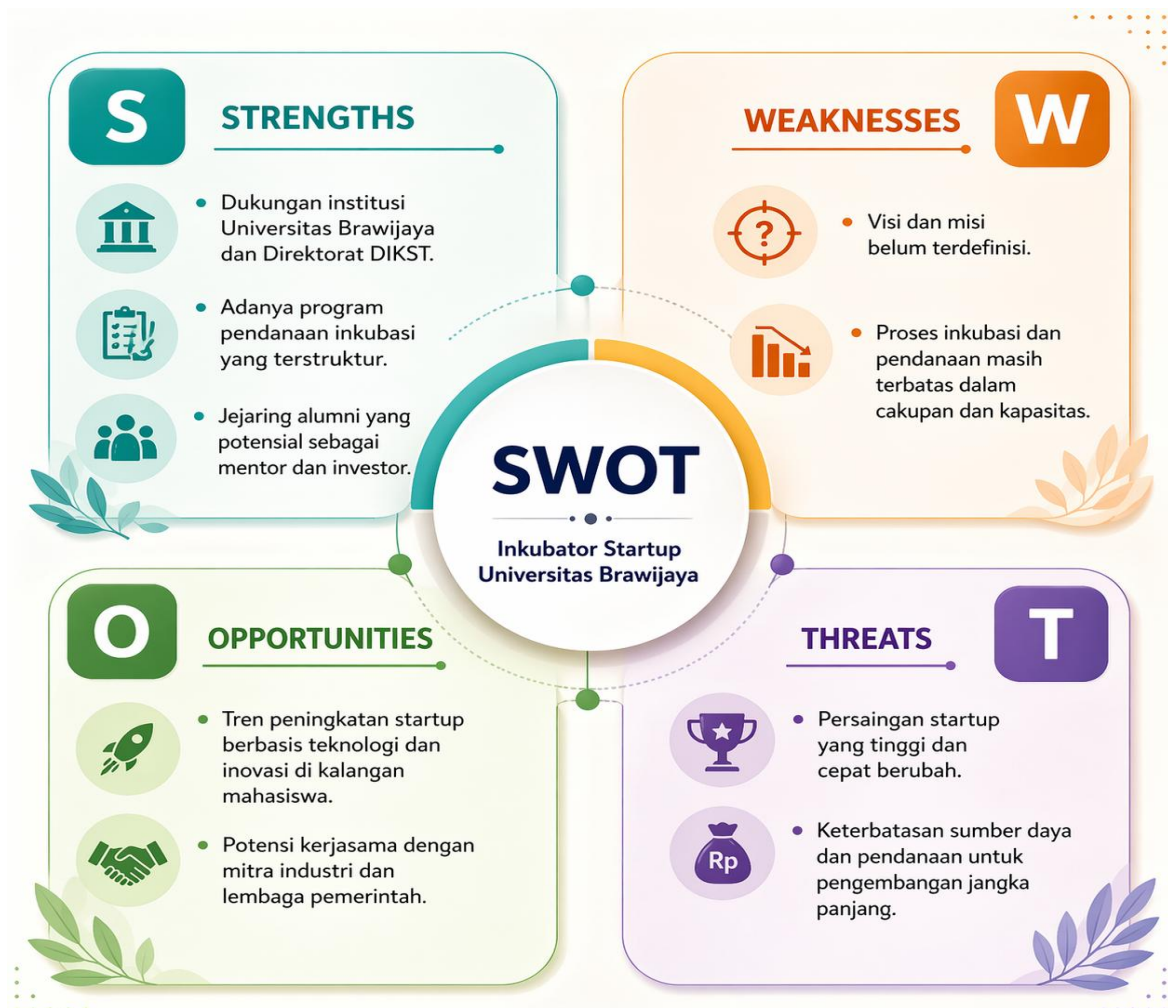 S
STRENGTHS
• Dukungan institusi
Universitas Brawijaya
dan Direktorat DIKST.
• Adanya program
pendanaan inkubasi
yang terstruktur.
• Jejaring alumni yang
potensial sebagai
mentor dan investor.
WEAKNESSES
W
?
• Visi dan misi
belum terdefinisi.
• Proses inkubasi dan
pendanaan masih
terbatas dalam
cakupan dan kapasitas.
SWOT
Inkubator Startup
Universitas Brawijaya
O
OPPORTUNITIES
• Tren peningkatan startup
berbasis teknologi dan
inovasi di kalangan
mahasiswa.
• Potensi kerjasama dengan
mitra industri dan
lembaga pemerintah.
THREATS
T
• Persaingan startup
yang tinggi dan
cepat berubah.
Rp
• Keterbatasan sumber daya
dan pendanaan untuk
pengembangan jangka
panjang.